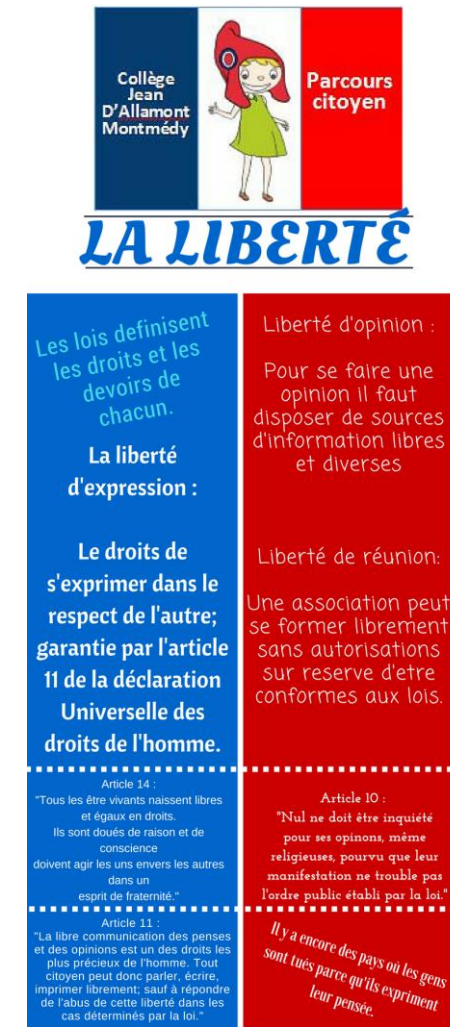 Collège
Jean
D'Allamont
Montmédy
Parcours
citoyen
LA LIBERTÉ
Les lois definisent
les droits et les
devoirs de
chacun.
La liberté
d'expression :
Le droits de
s'exprimer dans le
respect de l'autre;
garantie par l'article
11 de la déclaration
Universelle des
droits de l'homme.
Article 14 :
"Tous les être vivants naissent libres
et égaux en droits.
Ils sont doués de raison et de
conscience
doivent agir les uns envers les autres
dans un
esprit de fraternité."
Article 11 :
"La libre communication des penses
et des opinions est un des droits les
plus précieux de l'homme. Tout
citoyen peut donc parler, écrire,
imprimer librement; sauf à répondre
de l'abus de cette liberté dans les
cas déterminés par la loi."
Liberté d'opinion :
Pour se faire une
opinion il faut
disposer de sources
d'information libres
et diverses
Liberté de réunion:
Une association peut
se former librement
sans autorisations
sur reserve d'etre
conformes aux lois.
Article 10 :
"Nul ne doit être inquiété
pour ses opinons, même
religieuses, pourvu que leur
manifestation ne trouble pas
l'ordre public établi par la loi."
Il y a encore des pays où les gens
sont tués parce qu'ils expriment
leur pensée.